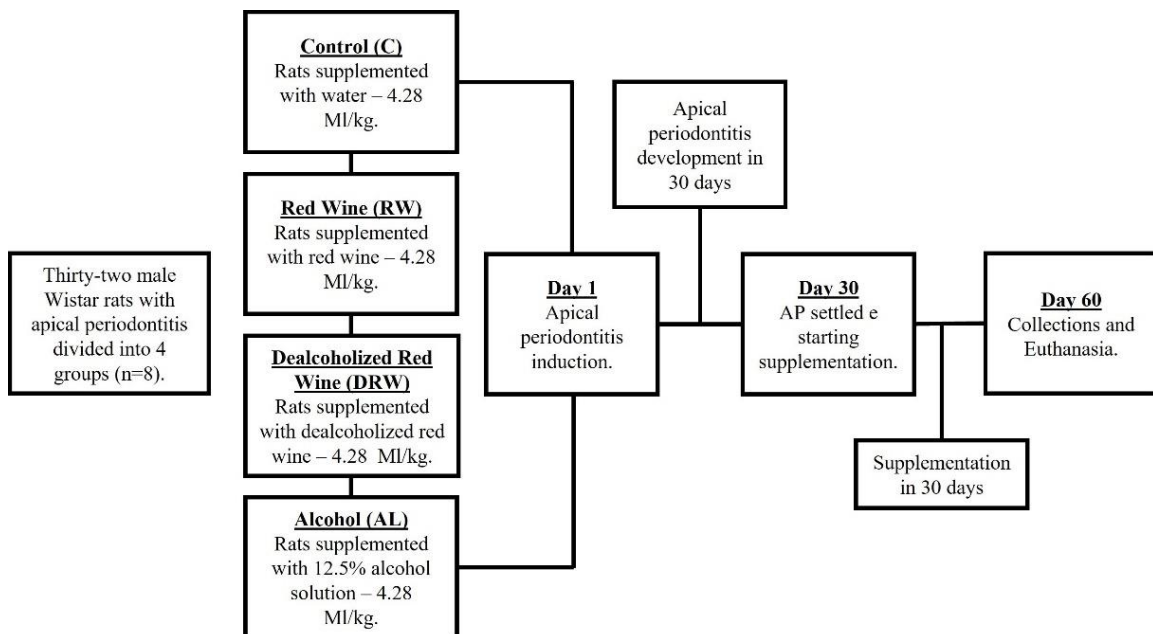 Thirty-two male
Wistar rats with
apical periodontitis
divided into 4
groups (n=8).
Control (C)
Rats supplemented
with water – 4.28
Ml/kg.
Red Wine (RW)
Rats supplemented
with red wine – 4.28
Ml/kg.
Dealcoholized Red
Wine (DRW)
Rats supplemented
with dealcoholized red
wine – 4.28 Ml/kg.
Alcohol (AL)
Rats supplemented
with 12.5% alcohol
solution – 4.28
Ml/kg.
Day 1
Apical
periodontitis
induction.
Apical
periodontitis
development in
30 days
Day 30
AP settled e
starting
supplementation.
Supplementation
in 30 days
Day 60
Collections and
Euthanasia.